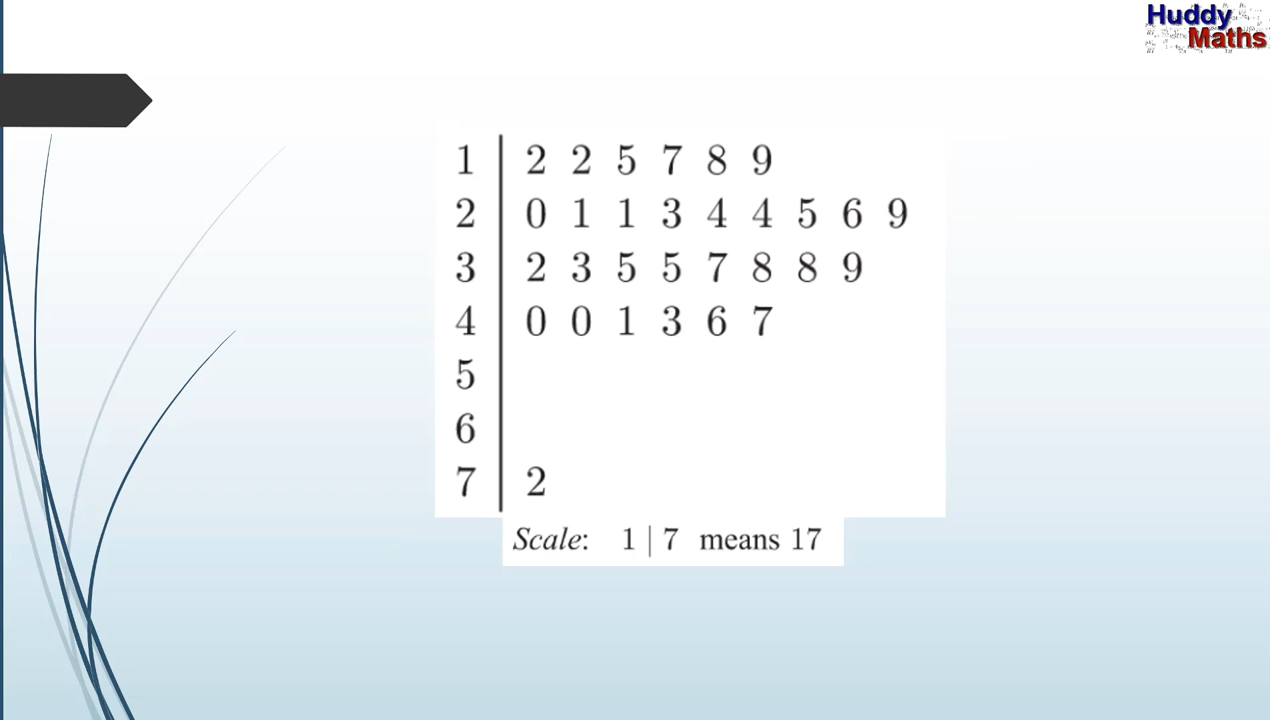 Huddy
Maths
1 | 2 2 5 7 8 9
2 | 0 1 1 3 4 4 5 6 9
3 | 2 3 5 5 7 8 8 9
4 | 0 0 1 3 6 7
5 |
6 |
7 | 2
Scale: 1 | 7 means 17